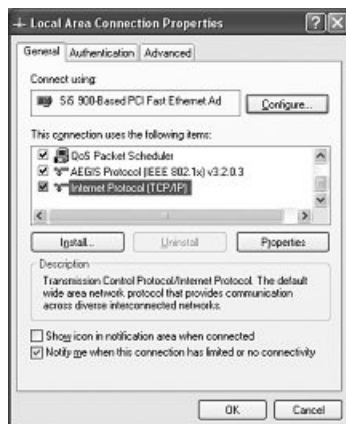 Local Area Connection Properties
General Authentication Advanced
Connect using:
SiS 900-Based PCI Fast Ethernet Ad Configure...
This connection uses the following items:
QoS Packet Scheduler
AEGIS Protocol (IEEE 802.1x) v3.2.0.3
Internet Protocol (TCP/IP)
Install... Uninstall Properties
Description
Transmission Control Protocol/Internet Protocol. The default
wide area network protocol that provides communication
across diverse interconnected networks.
Show icon in notification area when connected
Notify me when this connection has limited or no connectivity
OK Cancel